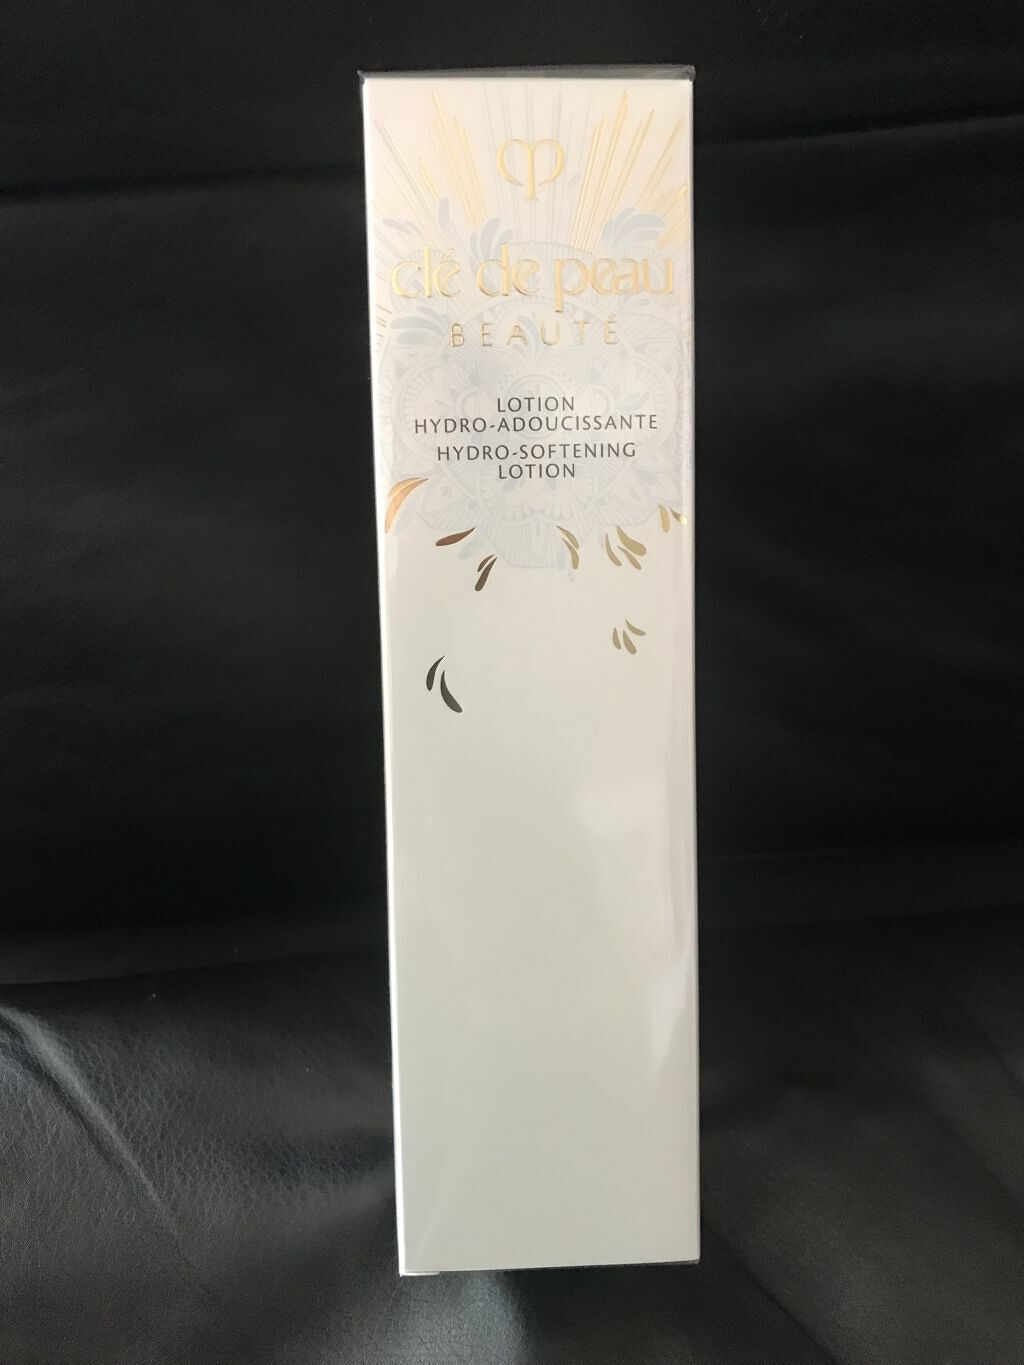 clé de peau
BEAUTÉ
LOTION
HYDRO-ADOUCISSANTE
HYDRO-SOFTENING
LOTION